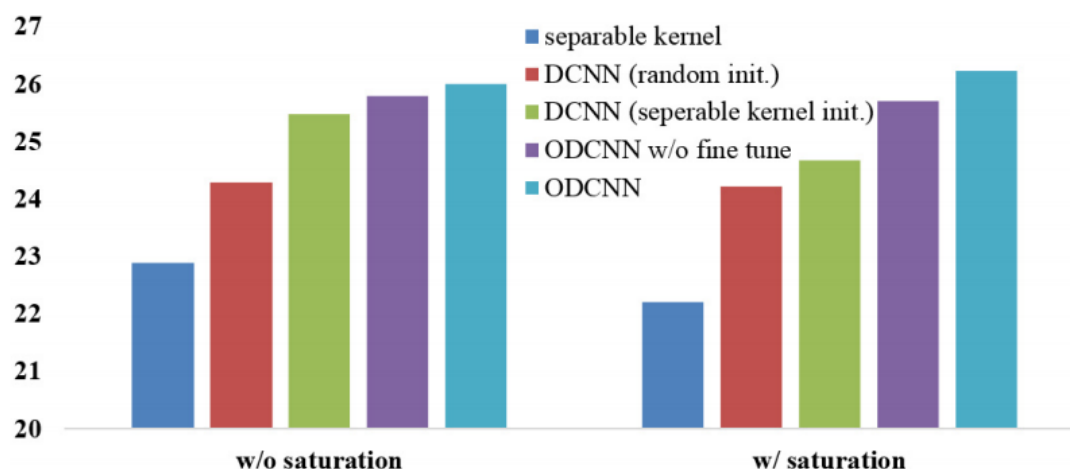 27
26
25
24
23
22
21
20
separable kernel
DCNN (random init.)
DCNN (seperable kernel init.)
ODCNN w/o fine tune
ODCNN
w/o saturation
w/ saturation